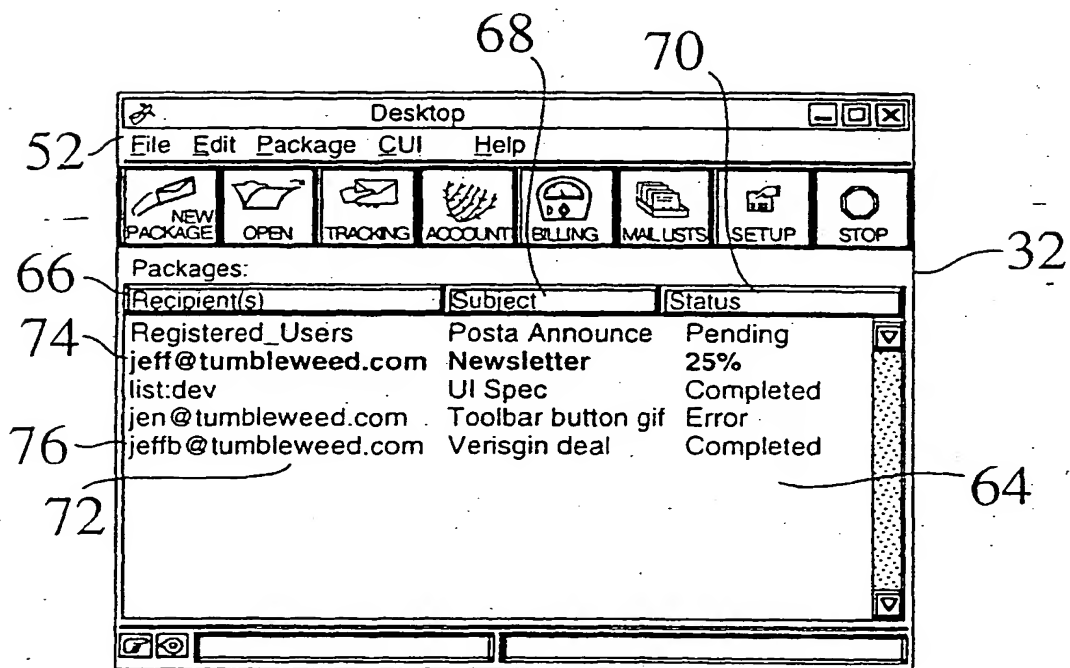 68
70
Desktop
52
File Edit Package CUI Help
NEW PACKAGE OPEN TRACKING ACCOUNT BILLING MAIL LISTS SETUP STOP
32
Packages:
66
Recipient(s) Subject Status
Registered_Users Posta Announce Pending
74
jeff@tumbleweed.com Newsletter 25%
list:dev UI Spec Completed
jen@tumbleweed.com Toolbar button gif Error
76
jeffb@tumbleweed.com Verisgin deal Completed
72
64